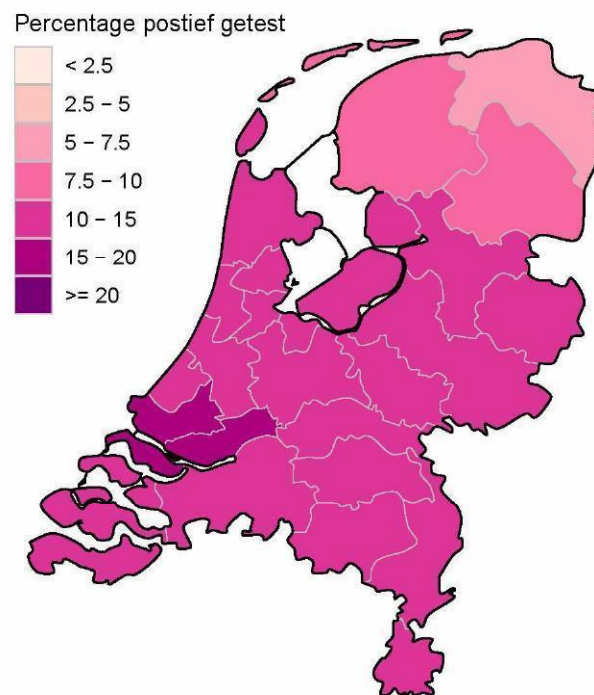 Percentage postief getest
< 2.5
2.5 – 5
5 – 7.5
7.5 – 10
10 – 15
15 – 20
>= 20